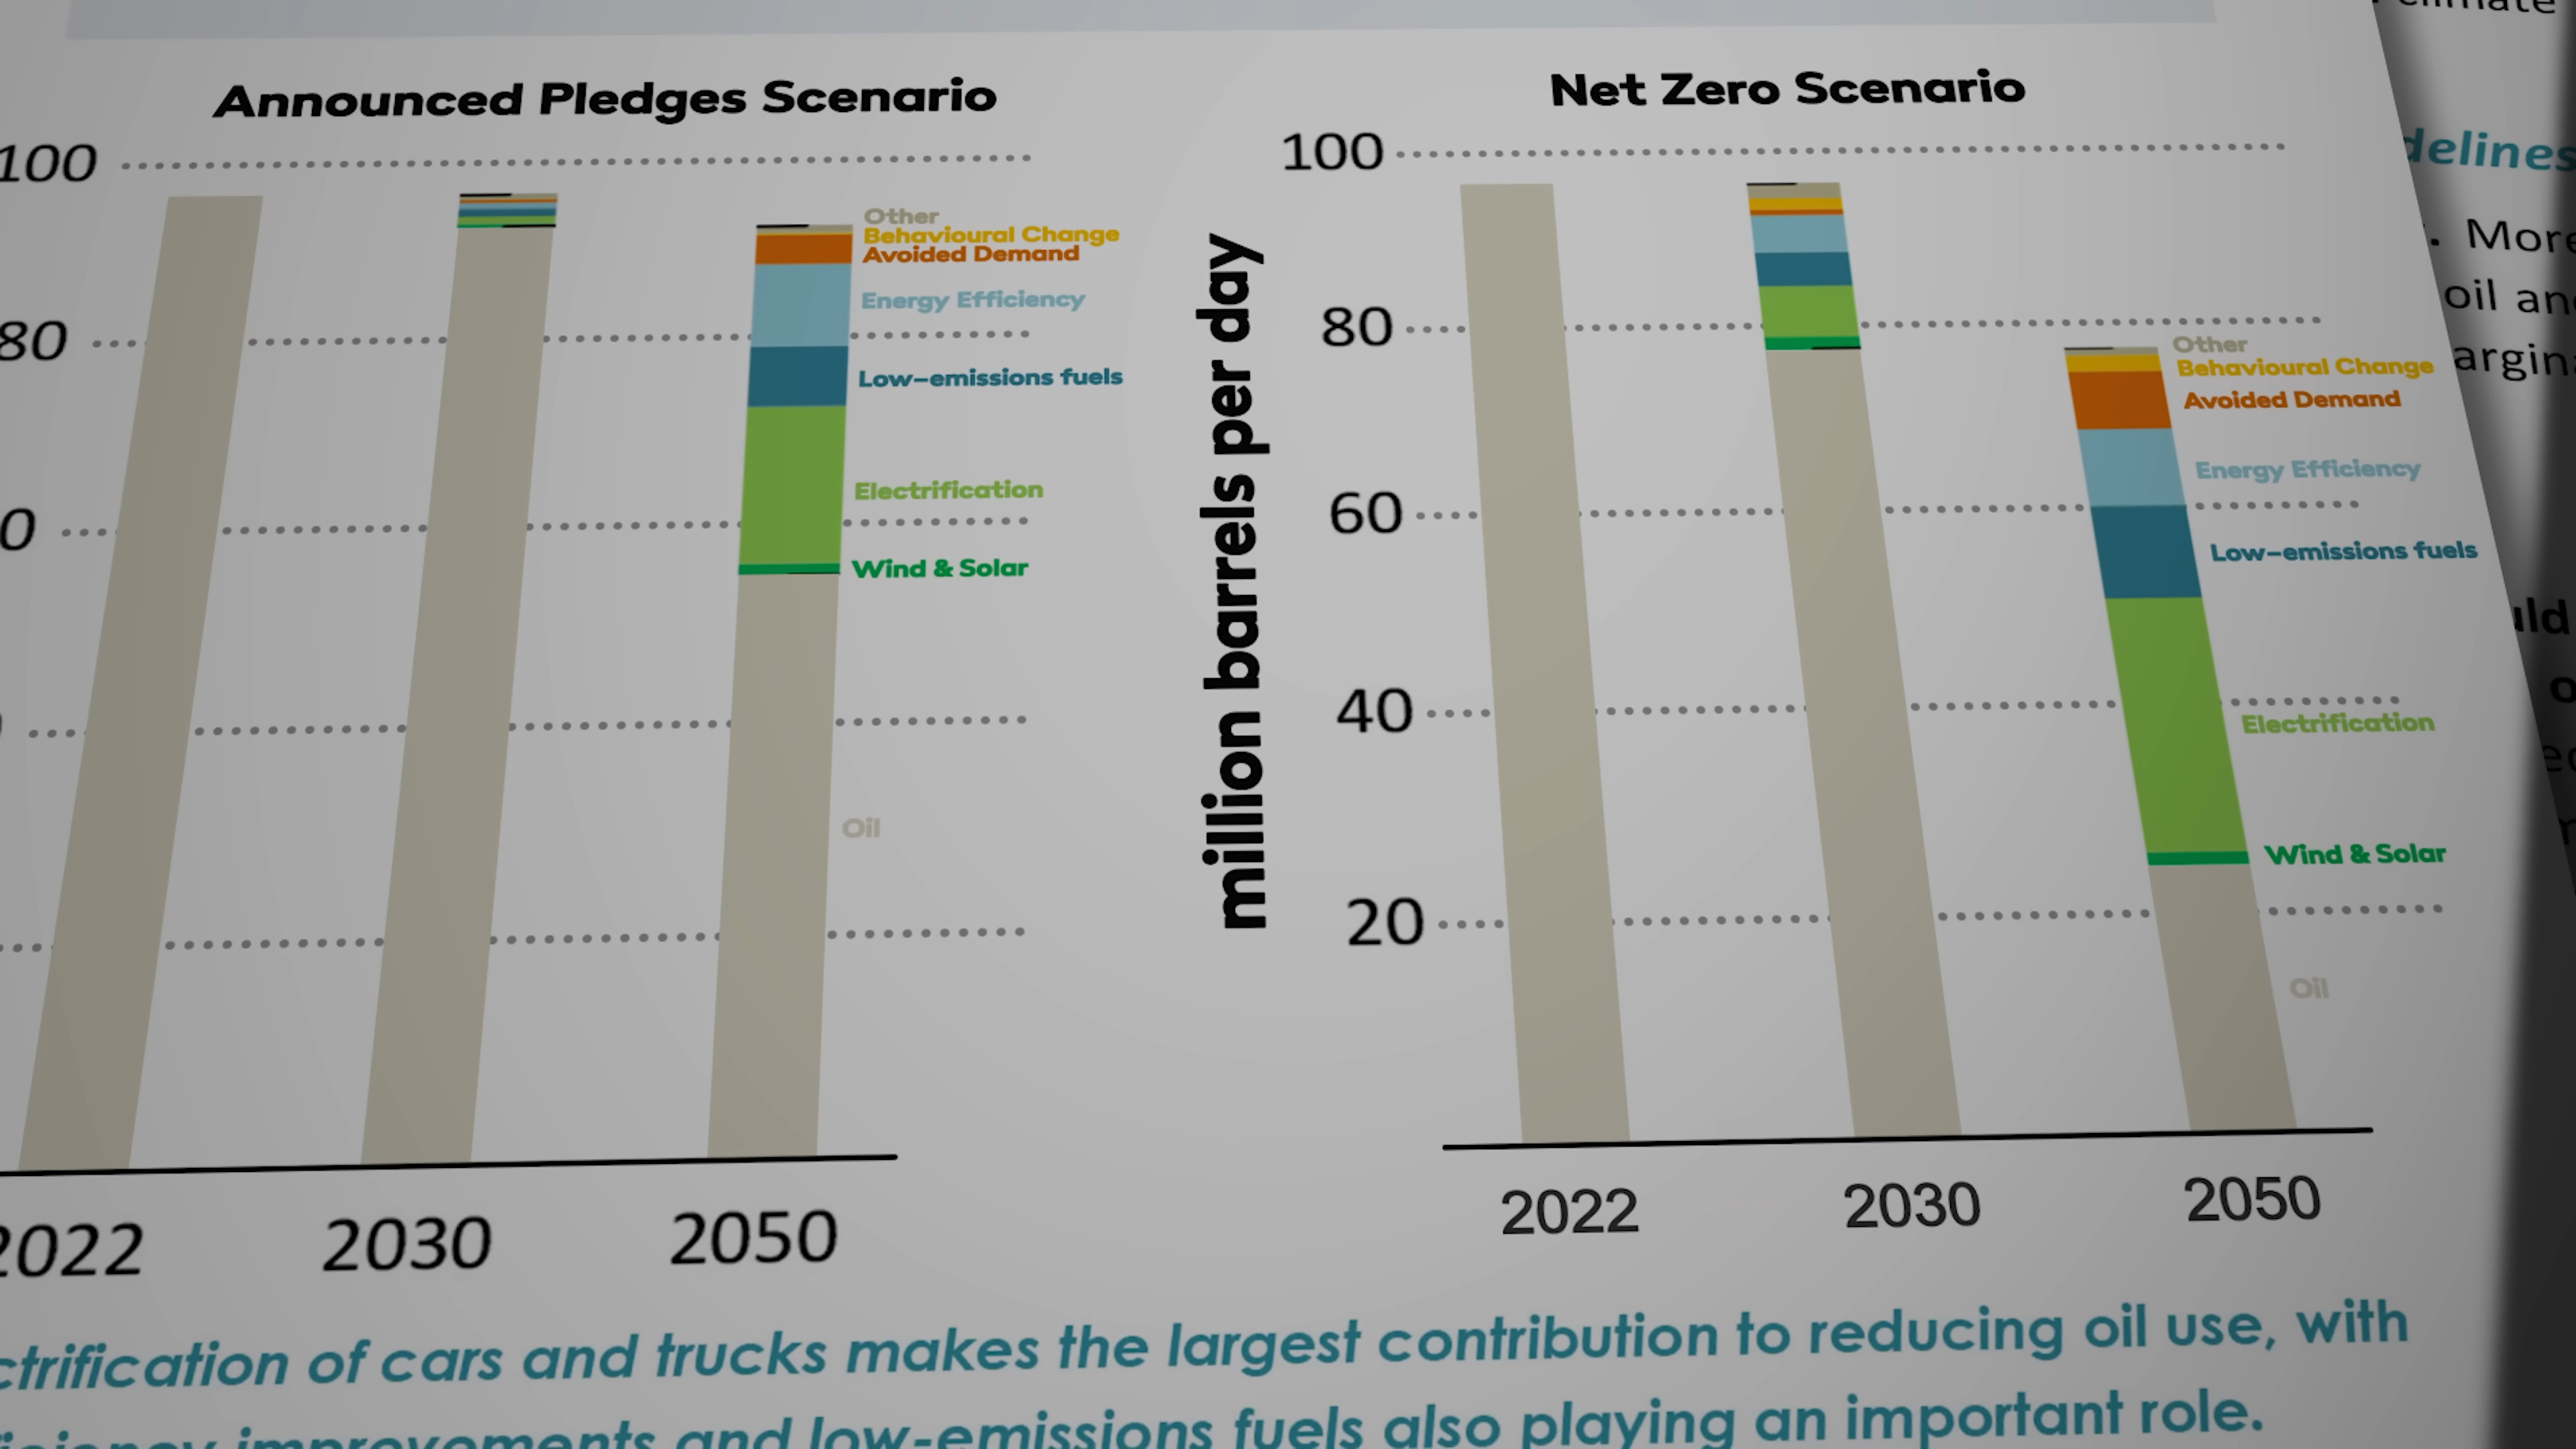 climate
Announced Pledges Scenario
100
80
0
2022
2030
2050
Other
Behavioural Change
Avoided Demand
Energy Efficiency
Low-emissions fuels
Electrification
Wind & Solar
Oil
Net Zero Scenario
million barrels per day
100
80
60
40
20
2022
2030
2050
Other
Behavioural Change
Avoided Demand
Energy Efficiency
Low-emissions fuels
Electrification
Wind & Solar
Oil
delines
. More
oil an
argin
uld
ctrification of cars and trucks makes the largest contribution to reducing oil use, with
improvements and low-emissions fuels also playing an important role.